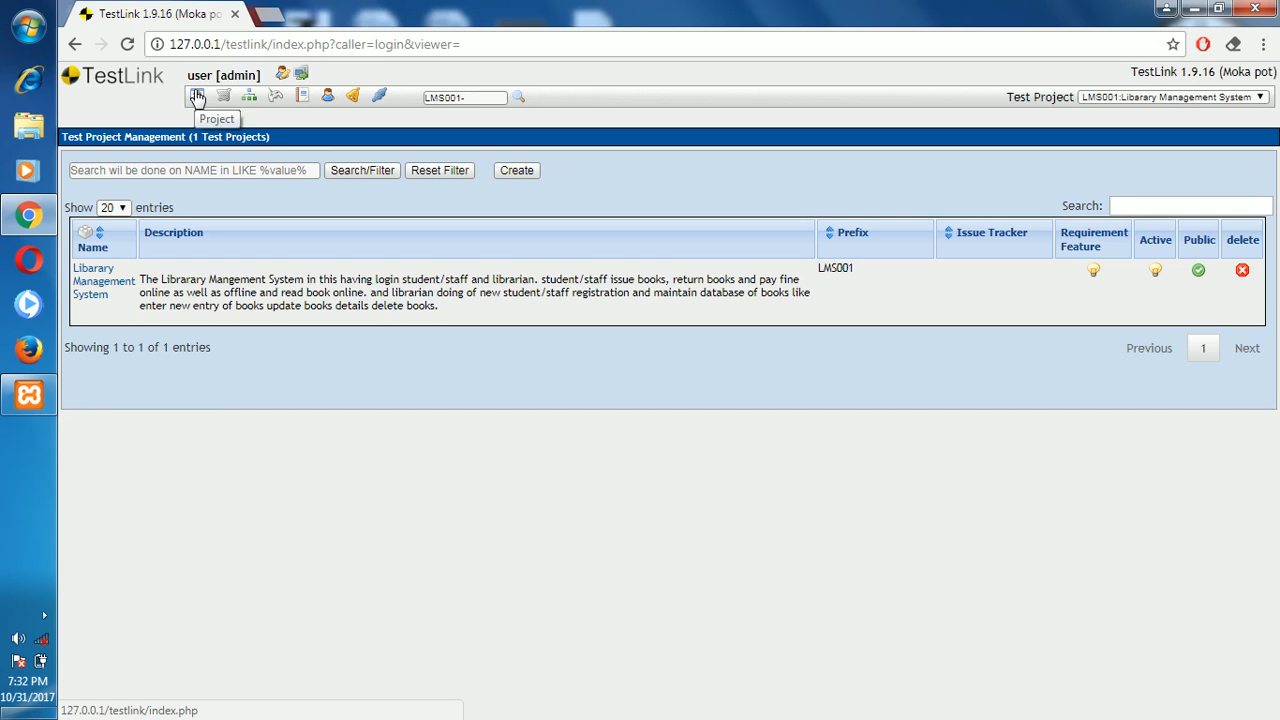 TestLink 1.9.16 (Moka po
127.0.0.1/testlink/index.php?caller=login&viewer=
TestLink
user [admin]
TestLink 1.9.16 (Moka pot)
LMS001-
Test Project
LMS001:Libarary Management System
Project
Test Project Management (1 Test Projects)
Search wil be done on NAME in LIKE %value%
Search/Filter
Reset Filter
Create
Show 20 entries
Search:
Name
Description
Prefix
Issue Tracker
Requirement
Feature
Active
Public
delete
Libarary
Management
System
The Librarary Mangement System in this having login student/staff and librarian. student/staff issue books, return books and pay fine
online as well as offline and read book online. and librarian doing of new student/staff registration and maintain database of books like
enter new entry of books update books details delete books.
LMS001
Showing 1 to 1 of 1 entries
Previous
1
Next
7:32 PM
10/31/2017
127.0.0.1/testlink/index.php